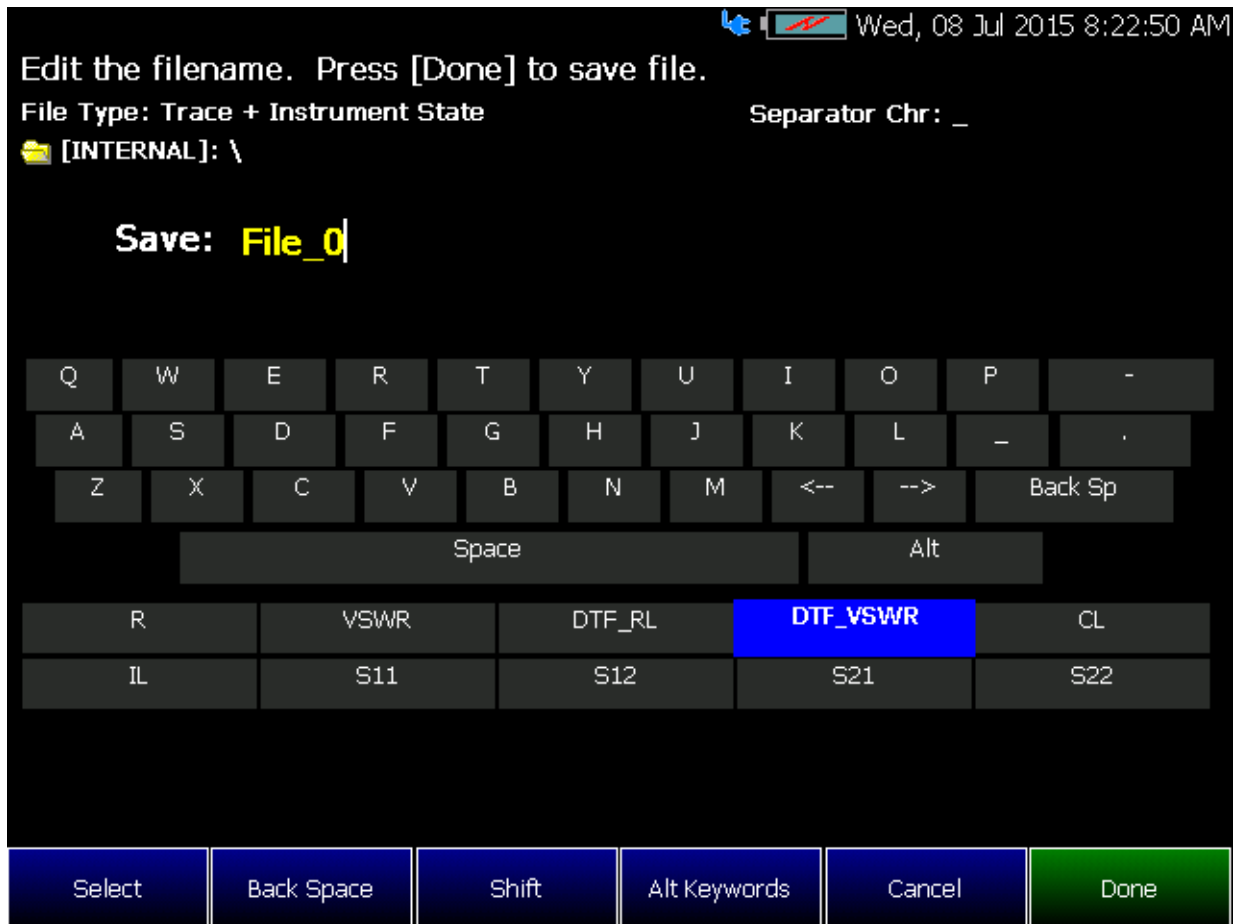 Wed, 08 Jul 2015 8:22:50 AM
Edit the filename. Press [Done] to save file.
File Type: Trace + Instrument State Separator Chr: _
[INTERNAL]: \
Save: File_0
Q W E R T Y U I O P -
A S D F G H J K L _ .
Z X C V B N M <-- --> Back Sp
Space Alt
R VSWR DTF_RL DTF_VSWR CL
IL S11 S12 S21 S22
Select Back Space Shift Alt Keywords Cancel Done